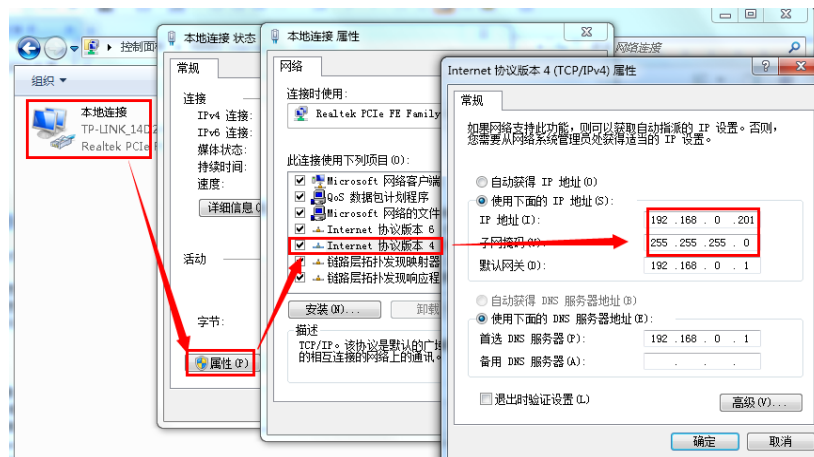 控制面
网络连接
组织
本地连接
TP-LINK_14D2
Realtek PCIe F
本地连接 状态
常规
连接
IPv4 连接:
IPv6 连接:
媒体状态:
持续时间:
速度:
详细信息(
活动
字节:
属性(P)
本地连接 属性
网络
连接时使用:
Realtek PCIe FE Family
此连接使用下列项目(O):
Microsoft 网络客户端
QoS 数据包计划程序
Microsoft 网络的文件
Internet 协议版本 6
Internet 协议版本 4
链路层拓扑发现映射器
链路层拓扑发现响应程
安装(N)...
卸载
描述
TCP/IP。该协议是默认的广域
的相互连接的网络上的通讯。
Internet 协议版本 4 (TCP/IPv4) 属性
常规
如果网络支持此功能，则可以获取自动指派的 IP 设置。否则，
您需要从网络系统管理员处获得适当的 IP 设置。
自动获得 IP 地址(O)
使用下面的 IP 地址(S):
IP 地址(I): 192 .168 . 0 .201
子网掩码(U): 255 .255 .255 . 0
默认网关(D): 192 .168 . 0 . 1
自动获得 DNS 服务器地址(B)
使用下面的 DNS 服务器地址(E):
首选 DNS 服务器(P): 192 .168 . 0 . 1
备用 DNS 服务器(A): . . .
退出时验证设置(L)
高级(V)...
确定
取消